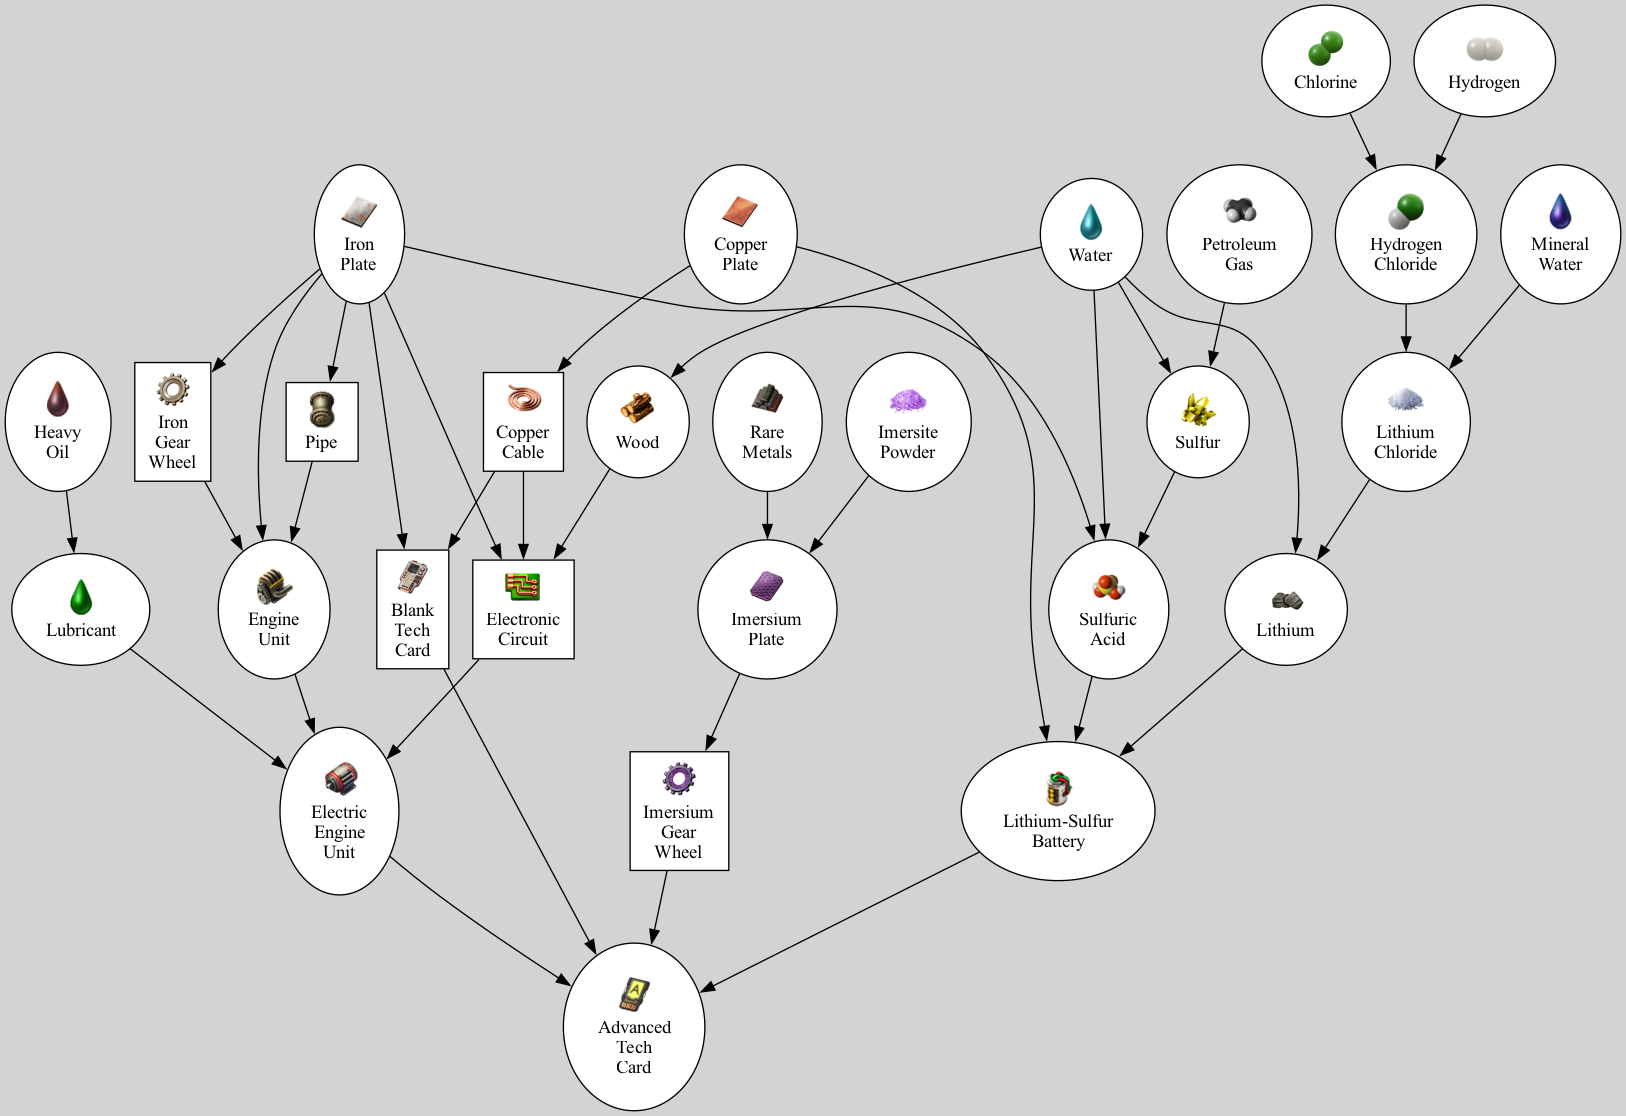 Chlorine
Hydrogen
Iron
Plate
Copper
Plate
Water
Petroleum
Gas
Hydrogen
Chloride
Mineral
Water
Heavy
Oil
Iron
Gear
Wheel
Pipe
Copper
Cable
Wood
Rare
Metals
Imersite
Powder
Sulfur
Lithium
Chloride
Lubricant
Engine
Unit
Blank
Tech
Card
Electronic
Circuit
Imersium
Plate
Sulfuric
Acid
Lithium
Electric
Engine
Unit
Imersium
Gear
Wheel
Lithium-Sulfur
Battery
A
Advanced
Tech
Card